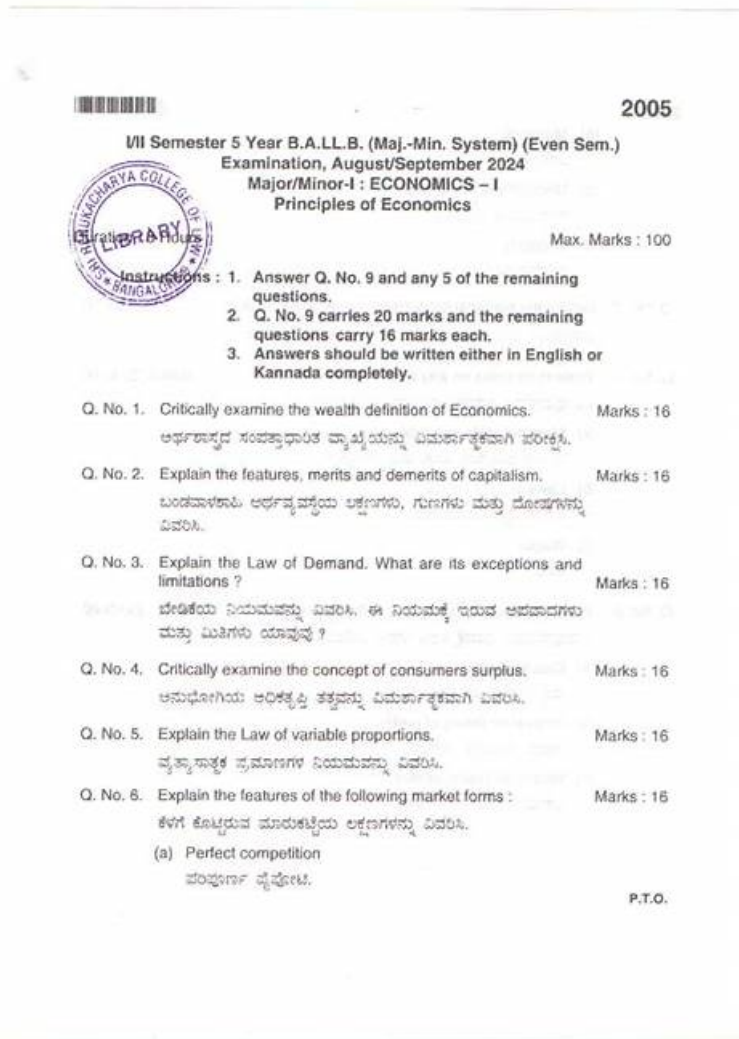 2005
I/II Semester 5 Year B.A.LL.B. (Maj.-Min. System) (Even Sem.)
Examination, August/September 2024
Major/Minor-I : ECONOMICS – I
Principles of Economics
Duration : 3 Hours
Max. Marks : 100
SHI RENUKACHARYA COLLEGE OF LAW
LIBRARY
BANGALORE
Instructions : 1. Answer Q. No. 9 and any 5 of the remaining
questions.
2. Q. No. 9 carries 20 marks and the remaining
questions carry 16 marks each.
3. Answers should be written either in English or
Kannada completely.
Q. No. 1. Critically examine the wealth definition of Economics. Marks : 16
ಅರ್ಥಶಾಸ್ತ್ರದ ಸಂಪತ್ತಾಧಾರಿತ ವ್ಯಾಖ್ಯೆಯನ್ನು ವಿಮರ್ಶಾತ್ಮಕವಾಗಿ ಪರೀಕ್ಷಿಸಿ.
Q. No. 2. Explain the features, merits and demerits of capitalism. Marks : 16
ಬಂಡವಾಳಶಾಹಿ ಅರ್ಥವ್ಯವಸ್ಥೆಯ ಲಕ್ಷಣಗಳು, ಗುಣಗಳು ಮತ್ತು ದೋಷಗಳನ್ನು
ವಿವರಿಸಿ.
Q. No. 3. Explain the Law of Demand. What are its exceptions and
limitations ? Marks : 16
ಬೇಡಿಕೆಯ ನಿಯಮವನ್ನು ವಿವರಿಸಿ. ಈ ನಿಯಮಕ್ಕೆ ಇರುವ ಅಪವಾದಗಳು
ಮತ್ತು ಮಿತಿಗಳು ಯಾವುವು ?
Q. No. 4. Critically examine the concept of consumers surplus. Marks : 16
ಅನುಭೋಗಿಯ ಅಧಿಕತೃಪ್ತಿ ತತ್ವವನ್ನು ವಿಮರ್ಶಾತ್ಮಕವಾಗಿ ವಿವರಿಸಿ.
Q. No. 5. Explain the Law of variable proportions. Marks : 16
ವ್ಯತ್ಯಾಸಾತ್ಮಕ ಪ್ರಮಾಣಗಳ ನಿಯಮವನ್ನು ವಿವರಿಸಿ.
Q. No. 6. Explain the features of the following market forms : Marks : 16
ಕೆಳಗೆ ಕೊಟ್ಟಿರುವ ಮಾರುಕಟ್ಟೆಯ ಲಕ್ಷಣಗಳನ್ನು ವಿವರಿಸಿ.
(a) Perfect competition
ಪರಿಪೂರ್ಣ ಪೈಪೋಟಿ.
P.T.O.